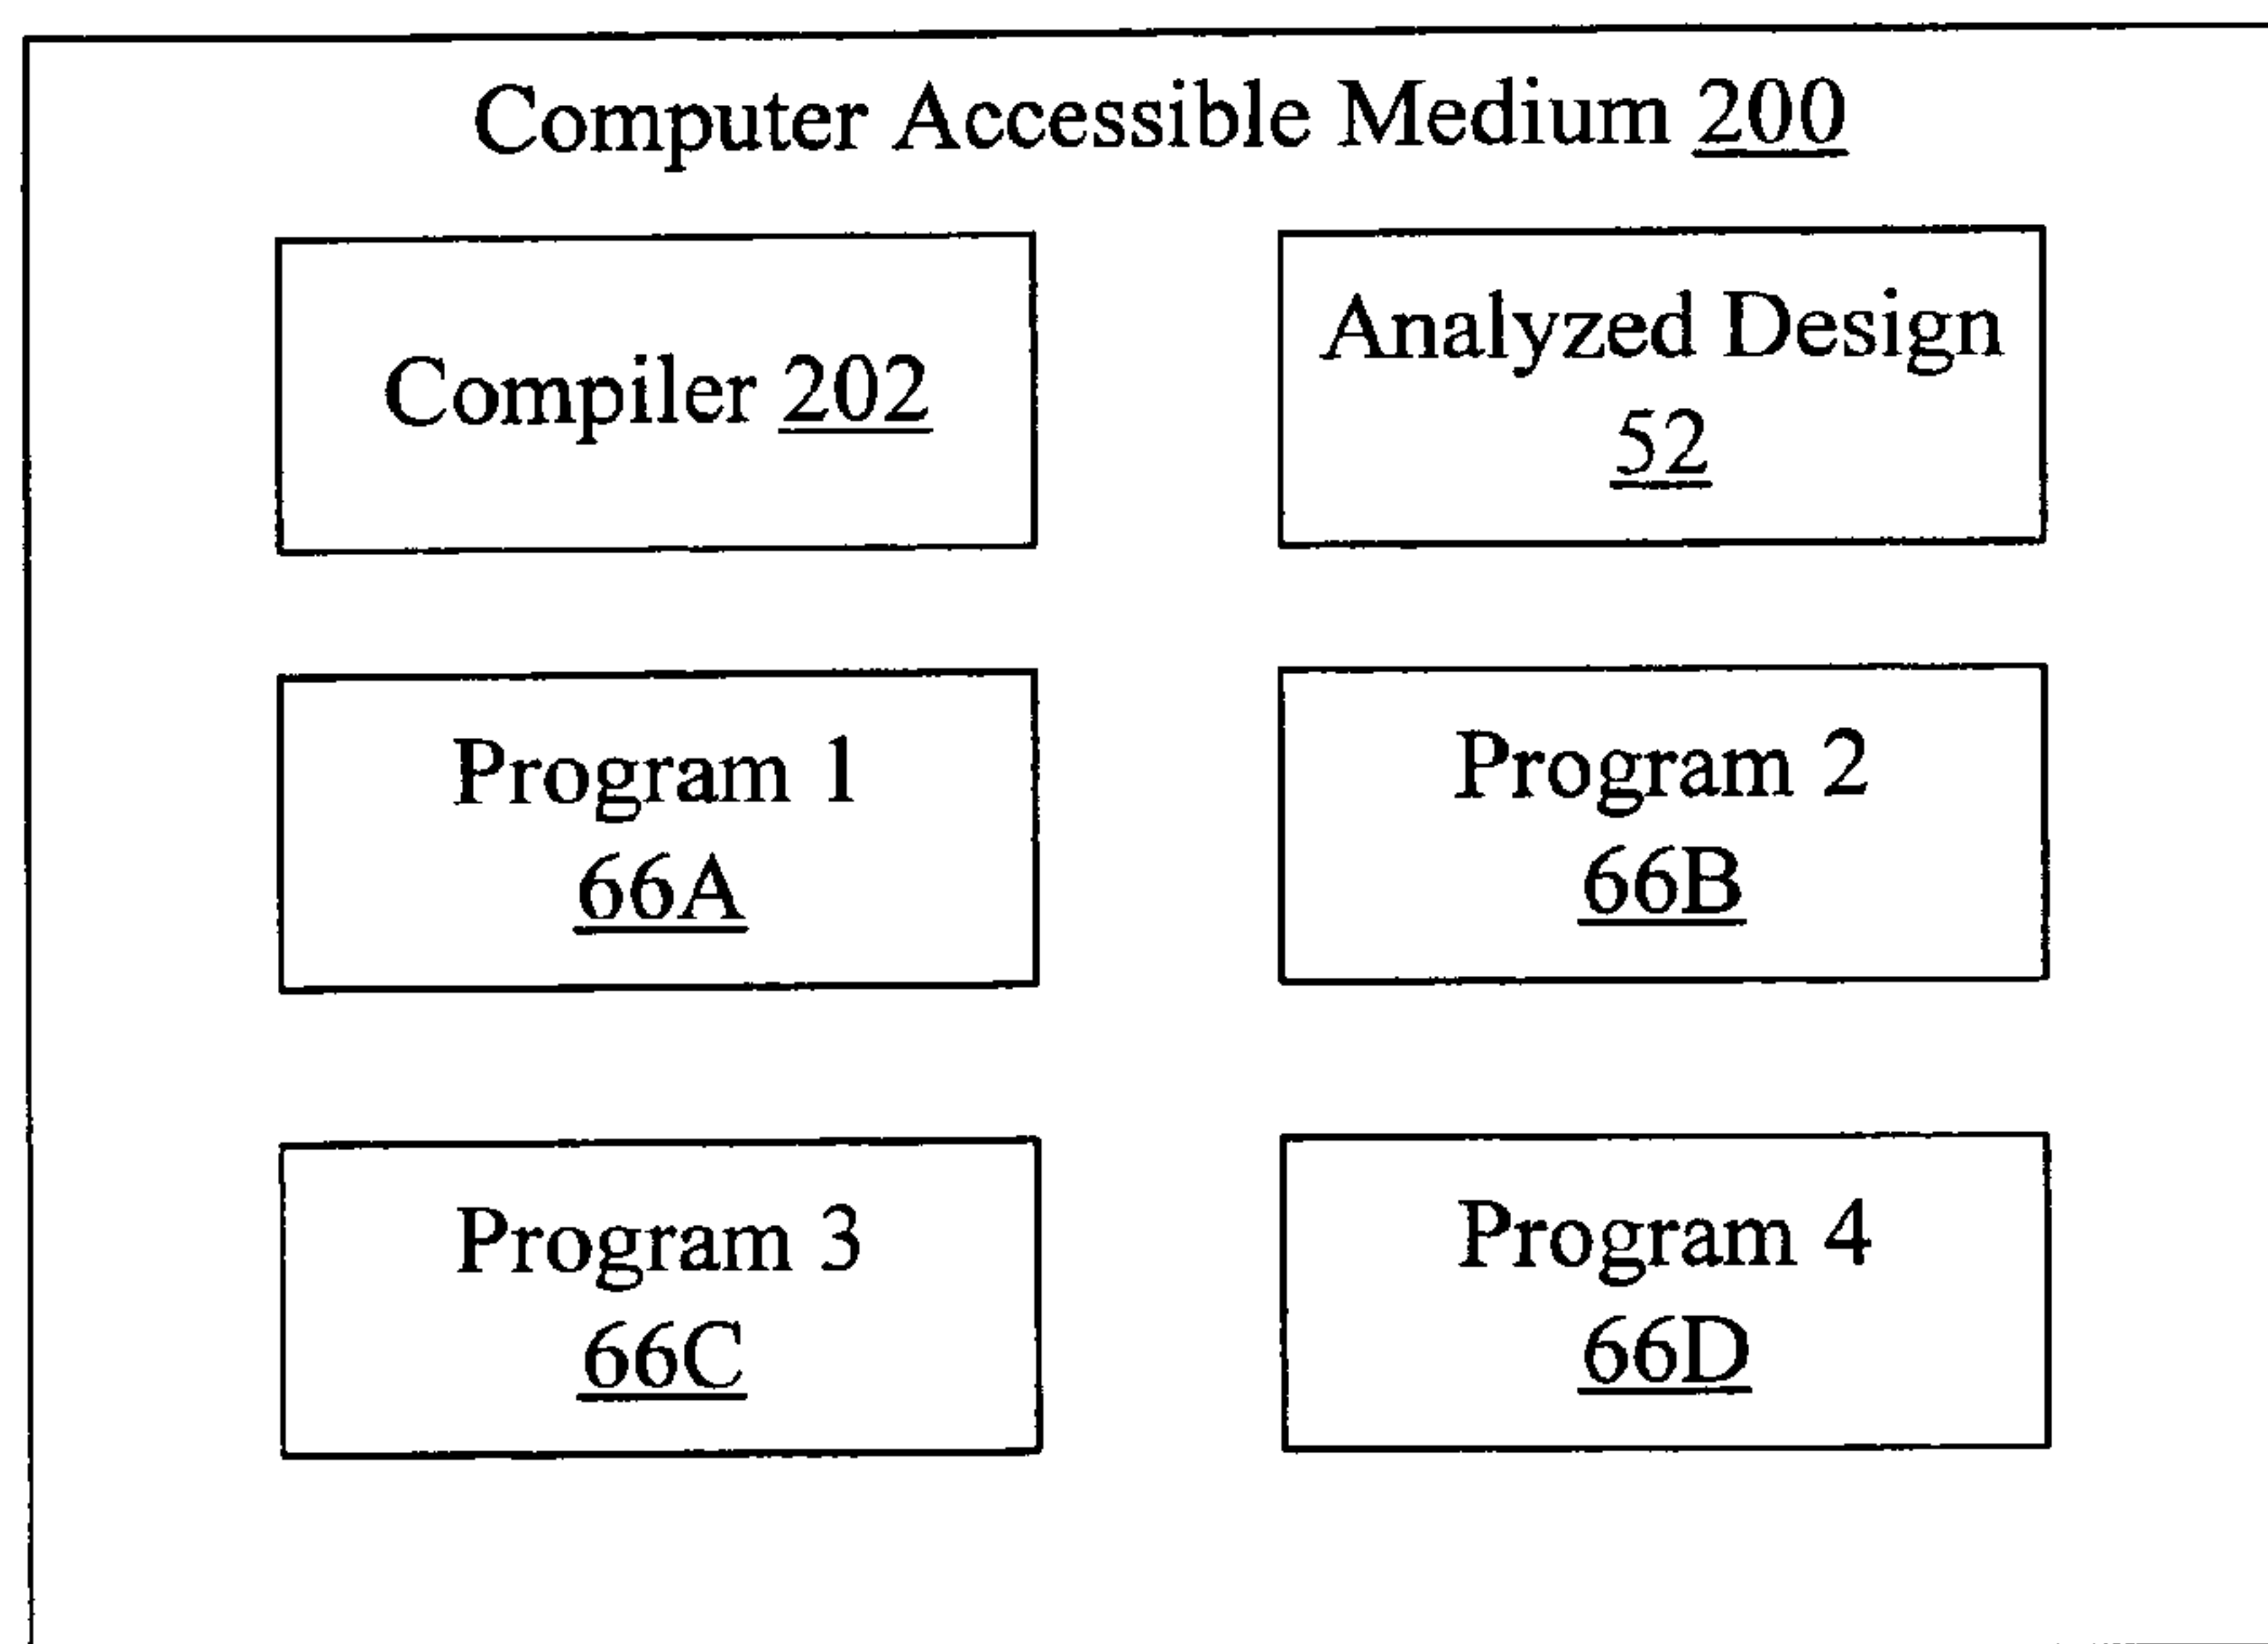 Computer Accessible Medium 200
Compiler 202
Analyzed Design
52
Program 1
66A
Program 2
66B
Program 3
66C
Program 4
66D